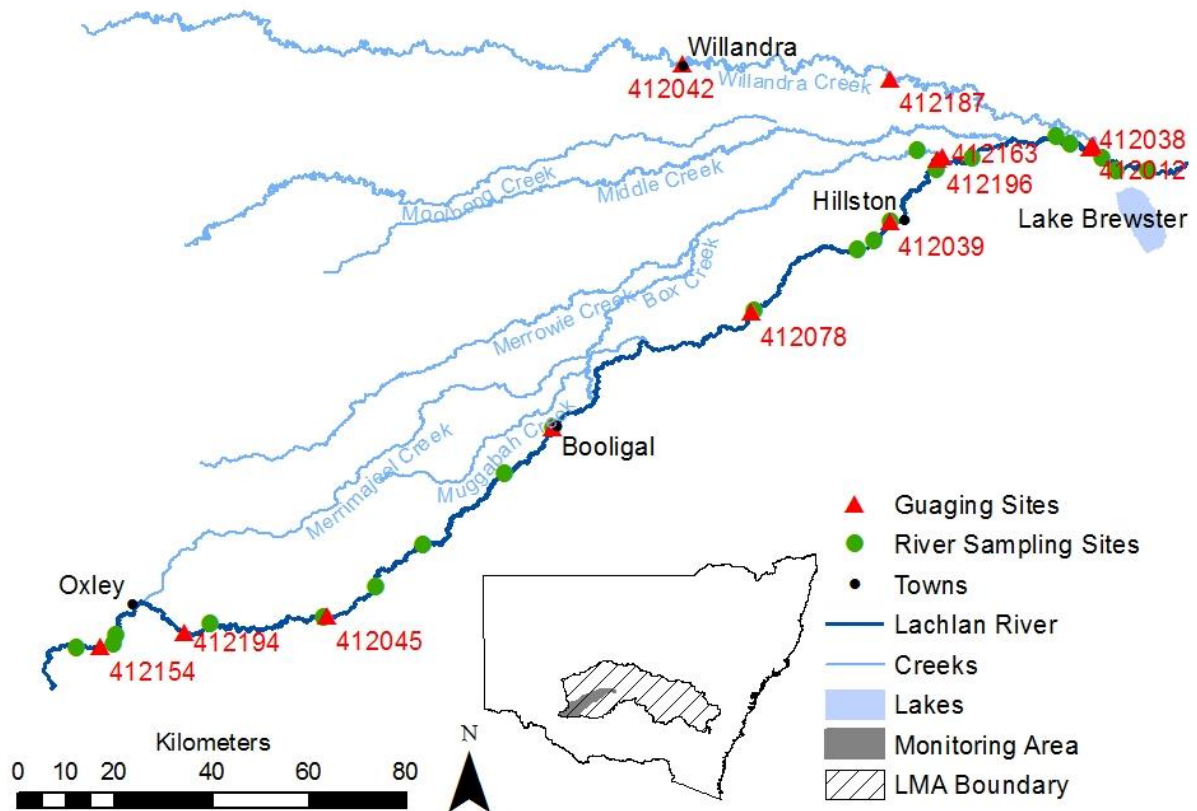 Willandra
Willandra Creek
412042
412187
412038
412163
412012
412196
Moolbong Creek
Middle Creek
Hillston
Lake Brewster
412039
Box Creek
Merrowie Creek
412078
Muggabah Creek
Booligal
Merrimajeel Creek
Oxley
412194
412045
412154
Guaging Sites
River Sampling Sites
Towns
Lachlan River
Creeks
Lakes
Monitoring Area
LMA Boundary
N
Kilometers
0 10 20 40 60 80